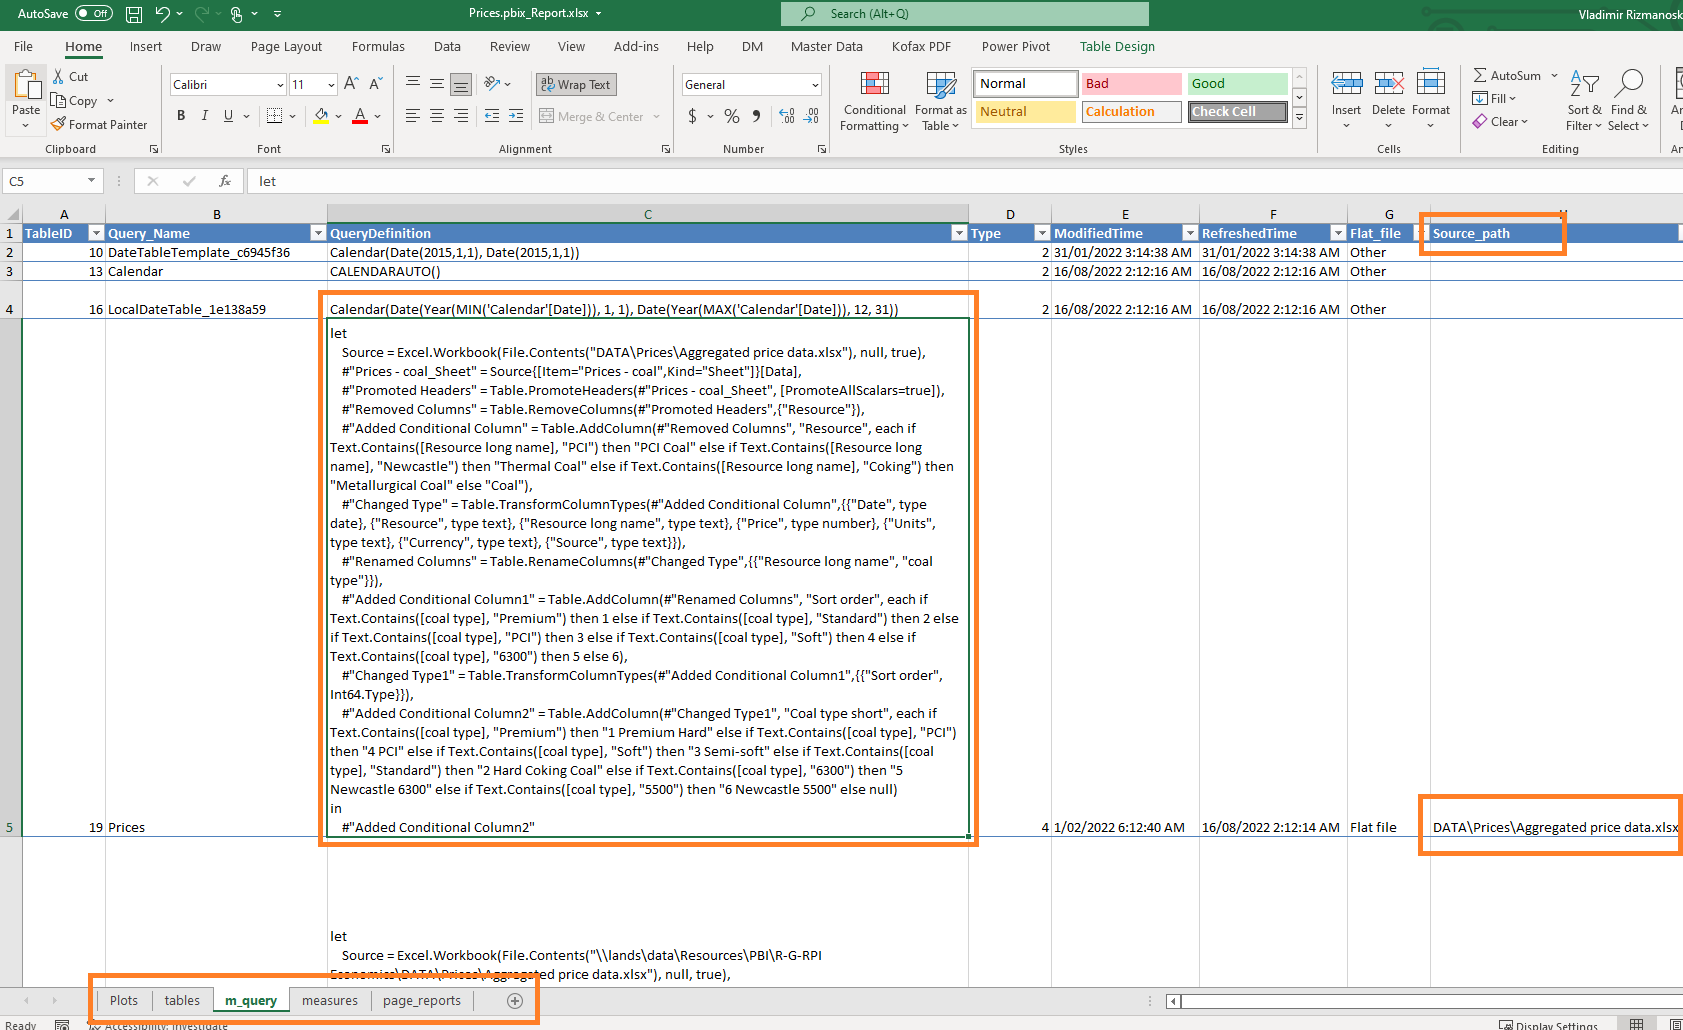 AutoSave Off Prices.pbix_Report.xlsx Search (Alt+Q) Vladimir Rizmanosk
File Home Insert Draw Page Layout Formulas Data Review View Add-ins Help DM Master Data Kofax PDF Power Pivot Table Design
Paste Cut Copy Format Painter
Clipboard
Calibri 11
B I U
Font
Wrap Text
Merge & Center
Alignment
General
$ % 9
Number
Conditional Formatting Format as Table
Normal Bad Good
Neutral Calculation Check Cell
Styles
Insert Delete Format
Cells
AutoSum
Fill
Clear
Sort & Filter Find & Select
Editing
C5 fx let
A B C D E F G H
1 TableID Query_Name QueryDefinition Type ModifiedTime RefreshedTime Flat_file Source_path
2 10 DateTableTemplate_c6945f36 Calendar(Date(2015,1,1), Date(2015,1,1)) 2 31/01/2022 3:14:38 AM 31/01/2022 3:14:38 AM Other
3 13 Calendar CALENDARAUTO() 2 16/08/2022 2:12:16 AM 16/08/2022 2:12:16 AM Other
4 16 LocalDateTable_1e138a59 Calendar(Date(Year(MIN('Calendar'[Date])), 1, 1), Date(Year(MAX('Calendar'[Date])), 12, 31)) 2 16/08/2022 2:12:16 AM 16/08/2022 2:12:16 AM Other
let
Source = Excel.Workbook(File.Contents("DATA\Prices\Aggregated price data.xlsx"), null, true),
#"Prices - coal_Sheet" = Source{[Item="Prices - coal",Kind="Sheet"]}[Data],
#"Promoted Headers" = Table.PromoteHeaders(#"Prices - coal_Sheet", [PromoteAllScalars=true]),
#"Removed Columns" = Table.RemoveColumns(#"Promoted Headers",{"Resource"}),
#"Added Conditional Column" = Table.AddColumn(#"Removed Columns", "Resource", each if
Text.Contains([Resource long name], "PCI") then "PCI Coal" else if Text.Contains([Resource long
name], "Newcastle") then "Thermal Coal" else if Text.Contains([Resource long name], "Coking") then
"Metallurgical Coal" else "Coal"),
#"Changed Type" = Table.TransformColumnTypes(#"Added Conditional Column",{{"Date", type
date}, {"Resource", type text}, {"Resource long name", type text}, {"Price", type number}, {"Units",
type text}, {"Currency", type text}, {"Source", type text}}),
#"Renamed Columns" = Table.RenameColumns(#"Changed Type",{{"Resource long name", "coal
type"}}),
#"Added Conditional Column1" = Table.AddColumn(#"Renamed Columns", "Sort order", each if
Text.Contains([coal type], "Premium") then 1 else if Text.Contains([coal type], "Standard") then 2 else
if Text.Contains([coal type], "PCI") then 3 else if Text.Contains([coal type], "Soft") then 4 else if
Text.Contains([coal type], "6300") then 5 else 6),
#"Changed Type1" = Table.TransformColumnTypes(#"Added Conditional Column1",{{"Sort order",
Int64.Type}}),
#"Added Conditional Column2" = Table.AddColumn(#"Changed Type1", "Coal type short", each if
Text.Contains([coal type], "Premium") then "1 Premium Hard" else if Text.Contains([coal type], "PCI")
then "4 PCI" else if Text.Contains([coal type], "Soft") then "3 Semi-soft" else if Text.Contains([coal
type], "Standard") then "2 Hard Coking Coal" else if Text.Contains([coal type], "6300") then "5
Newcastle 6300" else if Text.Contains([coal type], "5500") then "6 Newcastle 5500" else null)
in
5 19 Prices #"Added Conditional Column2" 4 1/02/2022 6:12:40 AM 16/08/2022 2:12:14 AM Flat file DATA\Prices\Aggregated price data.xlsx
let
Source = Excel.Workbook(File.Contents("\\lands\data\Resources\PBI\R-G-RPI
Economics\DATA\Prices\Aggregated price data.xlsx"), null, true),
Plots tables m_query measures page_reports
Ready Accessibility: Investigate Display Settings